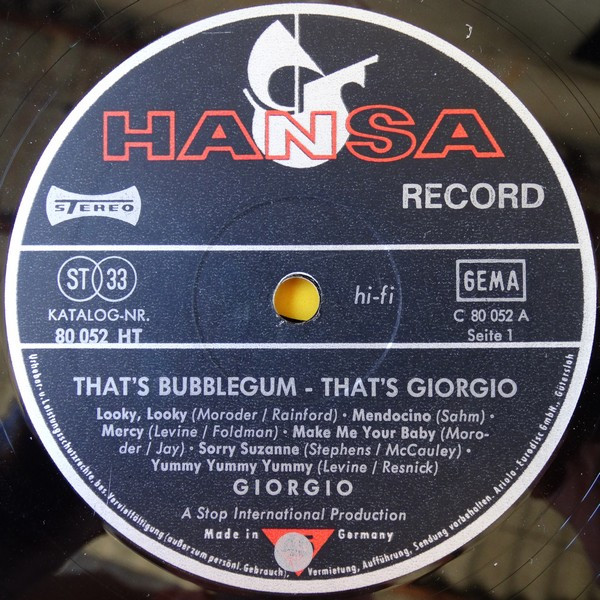 HANSA
RECORD
STEREO
ST 33
KATALOG-NR.
80 052 HT
hi-fi
GEMA
C 80 052 A
Seite 1
THAT'S BUBBLEGUM - THAT'S GIORGIO
Looky, Looky (Moroder / Rainford) · Mendocino (Sahm) ·
Mercy (Levine / Foldman) · Make Me Your Baby (Moro-
der / Jay) · Sorry Suzanne (Stephens / McCauley) ·
Yummy Yummy Yummy (Levine / Resnick)
GIORGIO
A Stop International Production
Made in Germany
Urheber- u. Leistungsschutzrechte, bes. Vervielfältigung (außer zum persönl. Gebrauch), Vermietung, Aufführung, Sendung vorbehalten. Ariola - Eurodisc GmbH., Gütersloh